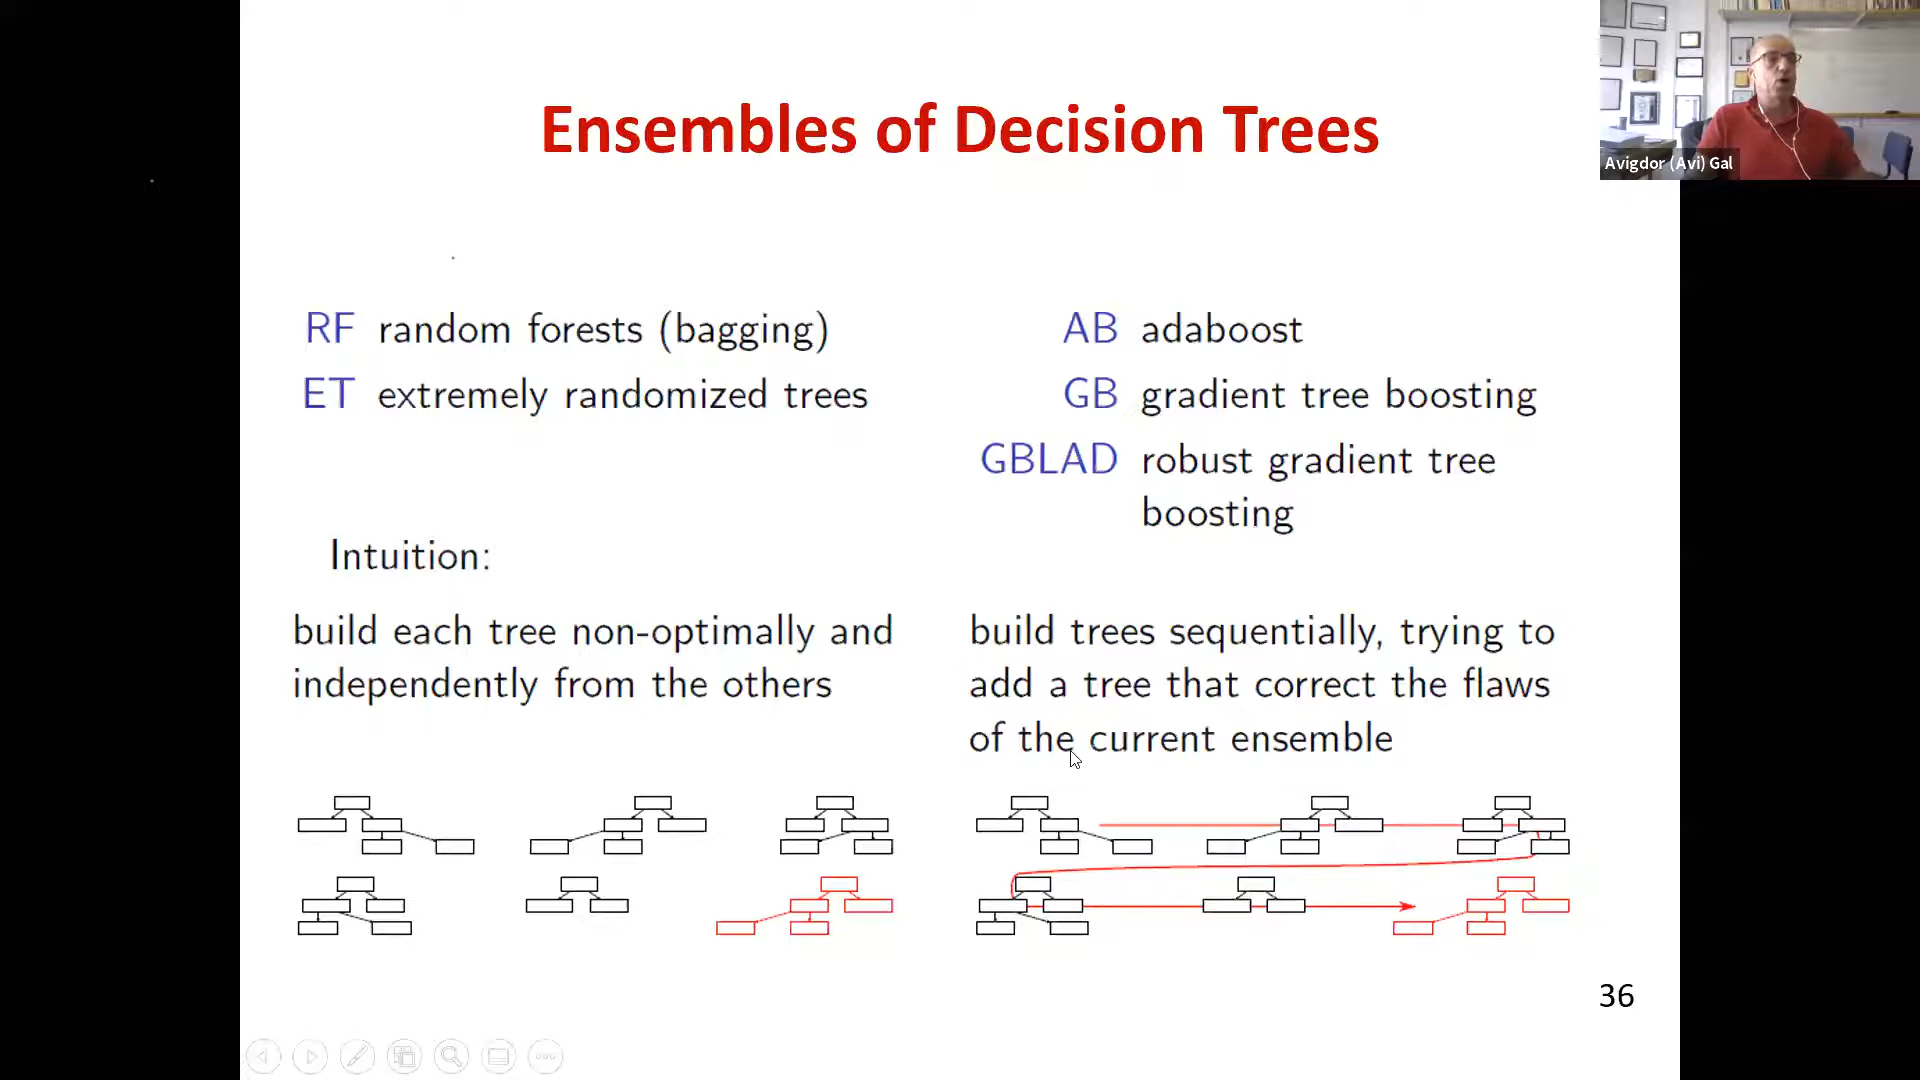 Ensembles of Decision Trees
Avigdor (Avi) Gal
RF random forests (bagging)
ET extremely randomized trees
AB adaboost
GB gradient tree boosting
GBLAD robust gradient tree
boosting
Intuition:
build each tree non-optimally and
independently from the others
build trees sequentially, trying to
add a tree that correct the flaws
of the current ensemble
36